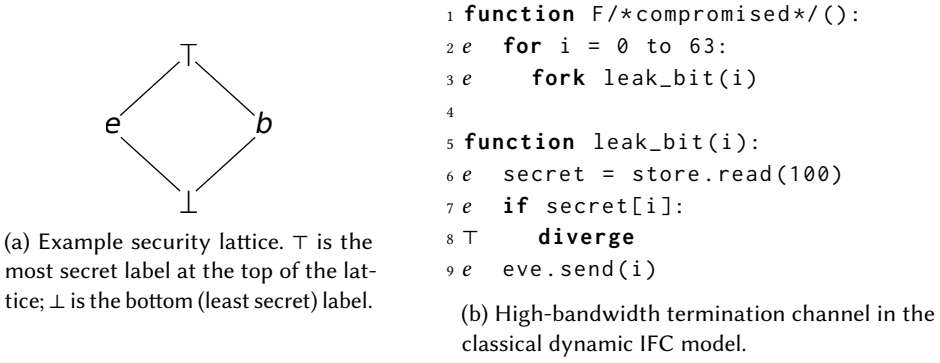 ⊤
e b
⊥
(a) Example security lattice. ⊤ is the
most secret label at the top of the lat-
tice; ⊥ is the bottom (least secret) label.
1 function F/*compromised*/():
2 e for i = 0 to 63:
3 e fork leak_bit(i)
4
5 function leak_bit(i):
6 e secret = store.read(100)
7 e if secret[i]:
8 ⊤ diverge
9 e eve.send(i)
(b) High-bandwidth termination channel in the
classical dynamic IFC model.